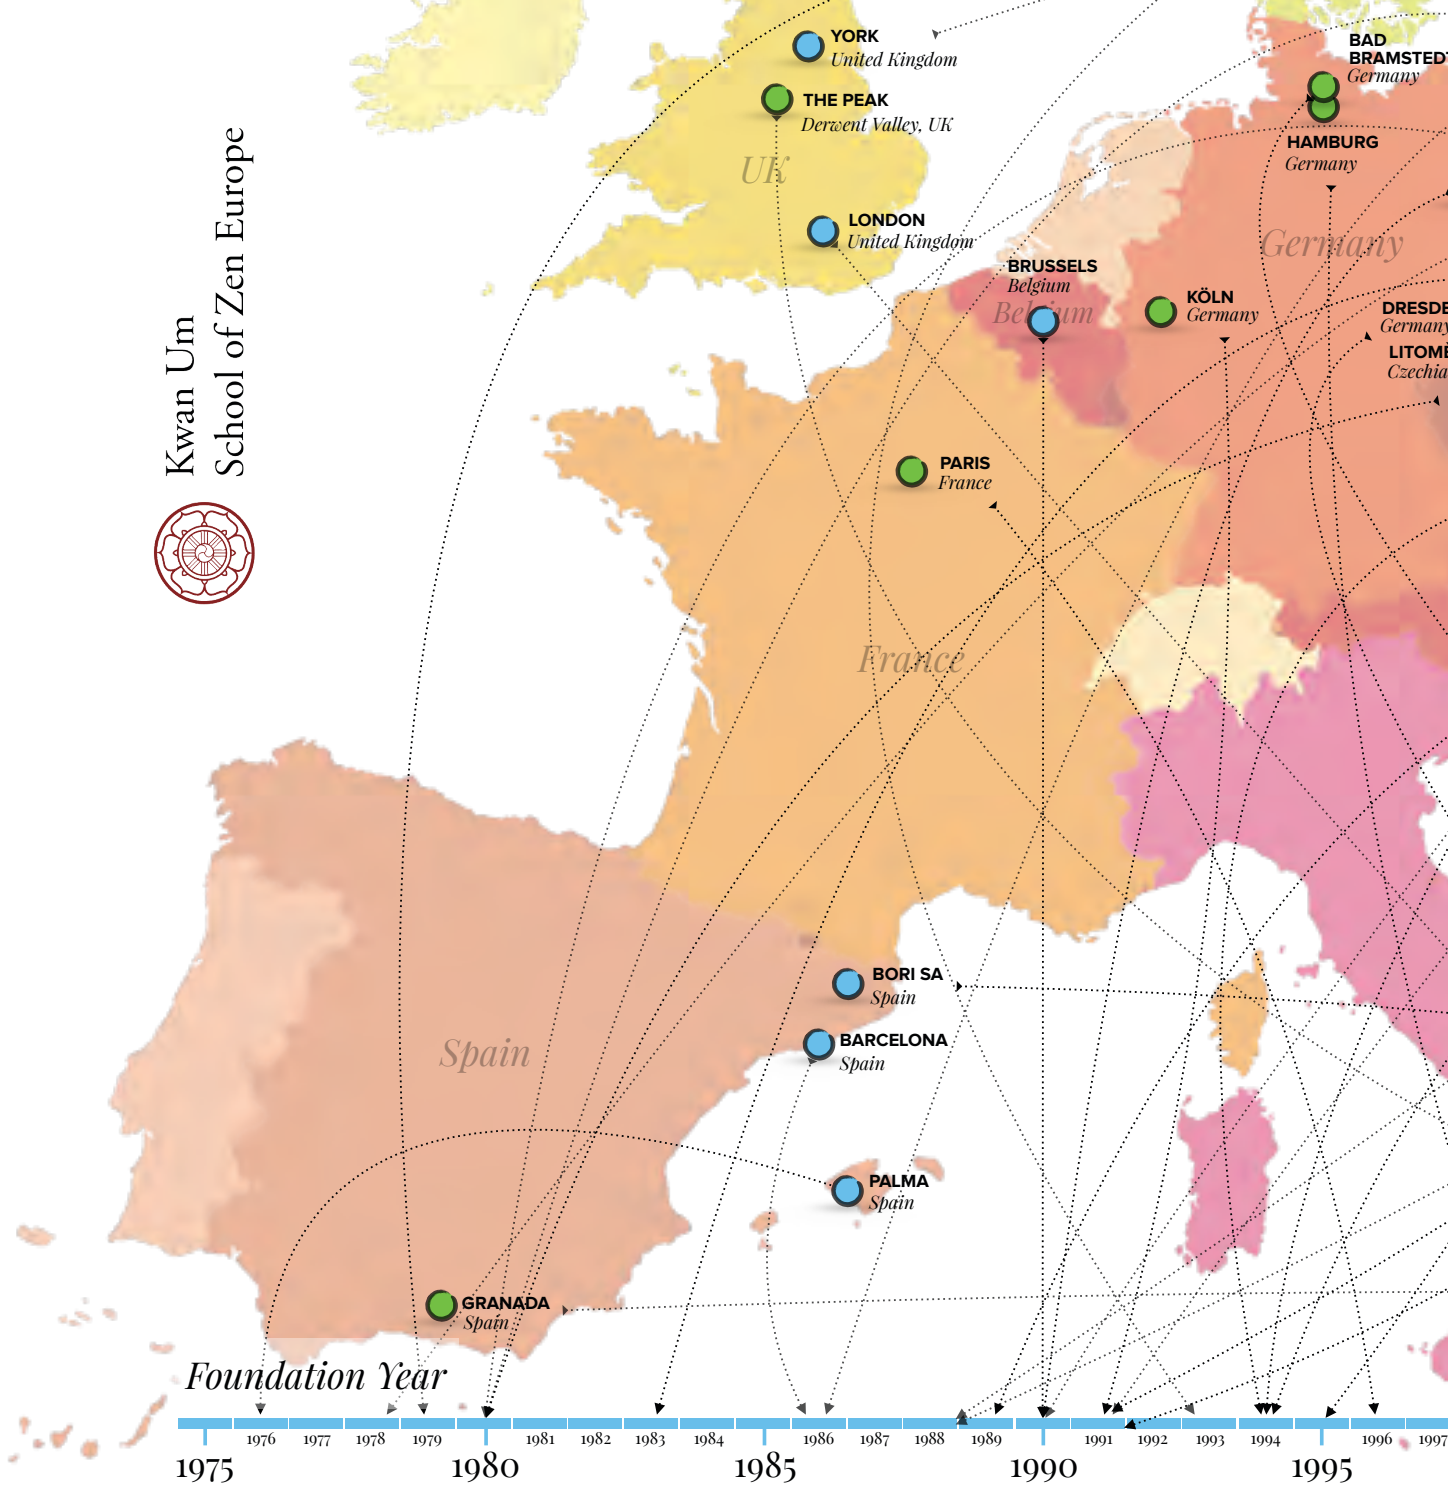 Kwan Um
School of Zen Europe
YORK
United Kingdom
THE PEAK
Derwent Valley, UK
UK
LONDON
United Kingdom
BAD
BRAMSTEDT
Germany
HAMBURG
Germany
Germany
BRUSSELS
Belgium
Belgium
KÖLN
Germany
DRESDE
Germany
LITOMĚ
Czechia
PARIS
France
France
BORI SA
Spain
BARCELONA
Spain
Spain
PALMA
Spain
GRANADA
Spain
Foundation Year
1976 1977 1978 1979 1981 1982 1983 1984 1986 1987 1988 1989 1991 1992 1993 1994 1996 1997
1975 1980 1985 1990 1995